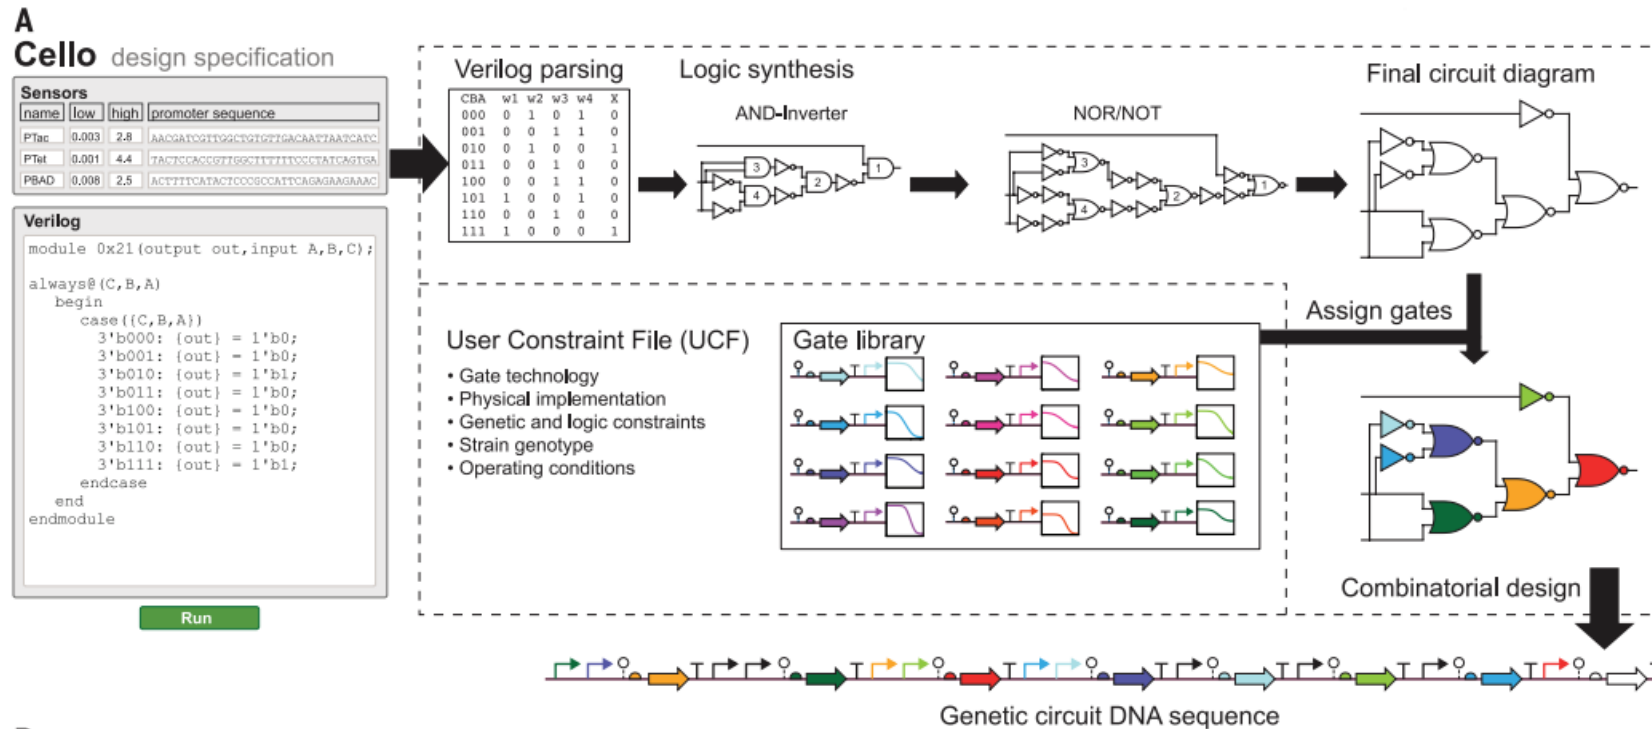 A
Cello design specification
Sensors
name low high promoter sequence
PTac 0.003 2.8 AACGATCGTTGGCTGTGTTGACAATTAATCATC
PTet 0.001 4.4 TACTCCACCGTTGGCTTTTTTCCCTATCAGTGA
PBAD 0.008 2.5 ACTTTTCATACTCCCGCCATTCAGAGAAGAAAC
Verilog
module 0x21(output out,input A,B,C);
always@(C,B,A)
begin
case({C,B,A})
3'b000: {out} = 1'b0;
3'b001: {out} = 1'b0;
3'b010: {out} = 1'b1;
3'b011: {out} = 1'b0;
3'b100: {out} = 1'b0;
3'b101: {out} = 1'b0;
3'b110: {out} = 1'b0;
3'b111: {out} = 1'b1;
endcase
end
endmodule
Run
Verilog parsing
CBA w1 w2 w3 w4 X
000 0 1 0 1 0
001 0 0 1 1 0
010 0 1 0 0 1
011 0 0 1 0 0
100 0 0 1 1 0
101 1 0 0 1 0
110 0 0 1 0 0
111 1 0 0 0 1
Logic synthesis
AND-Inverter
3
4
2
1
NOR/NOT
3
4
2
1
Final circuit diagram
User Constraint File (UCF)
• Gate technology
• Physical implementation
• Genetic and logic constraints
• Strain genotype
• Operating conditions
Gate library
Assign gates
Combinatorial design
Genetic circuit DNA sequence